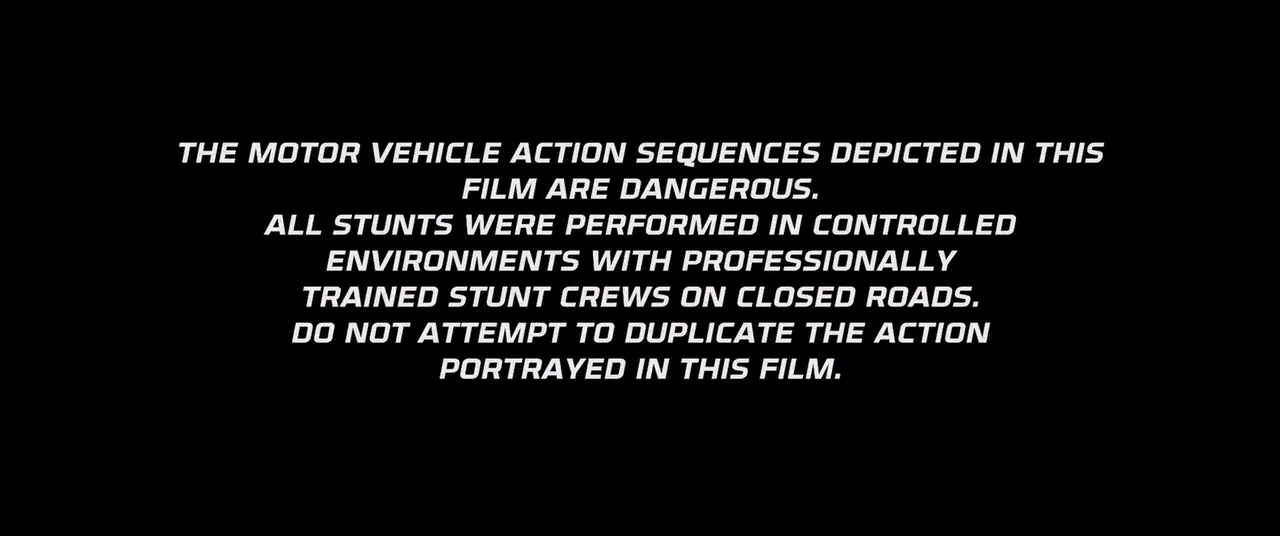 THE MOTOR VEHICLE ACTION SEQUENCES DEPICTED IN THIS
FILM ARE DANGEROUS.
ALL STUNTS WERE PERFORMED IN CONTROLLED
ENVIRONMENTS WITH PROFESSIONALLY
TRAINED STUNT CREWS ON CLOSED ROADS.
DO NOT ATTEMPT TO DUPLICATE THE ACTION
PORTRAYED IN THIS FILM.